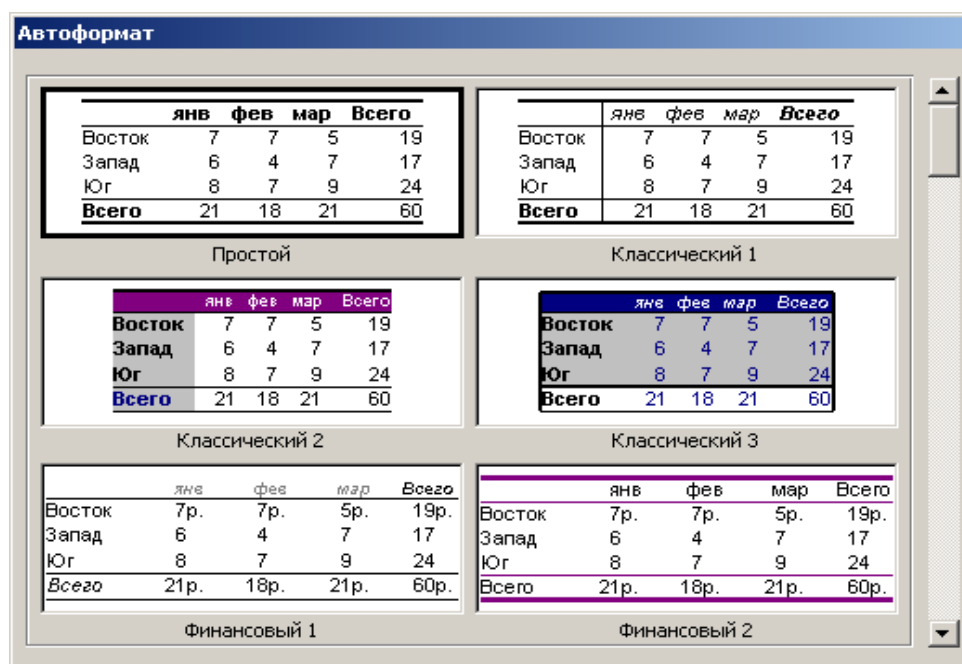 Автоформат
янв фев мар Всего
Восток 7 7 5 19
Запад 6 4 7 17
Юг 8 7 9 24
Всего 21 18 21 60
Простой
янв фев мар Всего
Восток 7 7 5 19
Запад 6 4 7 17
Юг 8 7 9 24
Всего 21 18 21 60
Классический 1
янв фев мар Всего
Восток 7 7 5 19
Запад 6 4 7 17
Юг 8 7 9 24
Всего 21 18 21 60
Классический 2
янв фев мар Всего
Восток 7 7 5 19
Запад 6 4 7 17
Юг 8 7 9 24
Всего 21 18 21 60
Классический 3
янв фев мар Всего
Восток 7р. 7р. 5р. 19р.
Запад 6 4 7 17
Юг 8 7 9 24
Всего 21р. 18р. 21р. 60р.
Финансовый 1
янв фев мар Всего
Восток 7р. 7р. 5р. 19р.
Запад 6 4 7 17
Юг 8 7 9 24
Всего 21р. 18р. 21р. 60р.
Финансовый 2